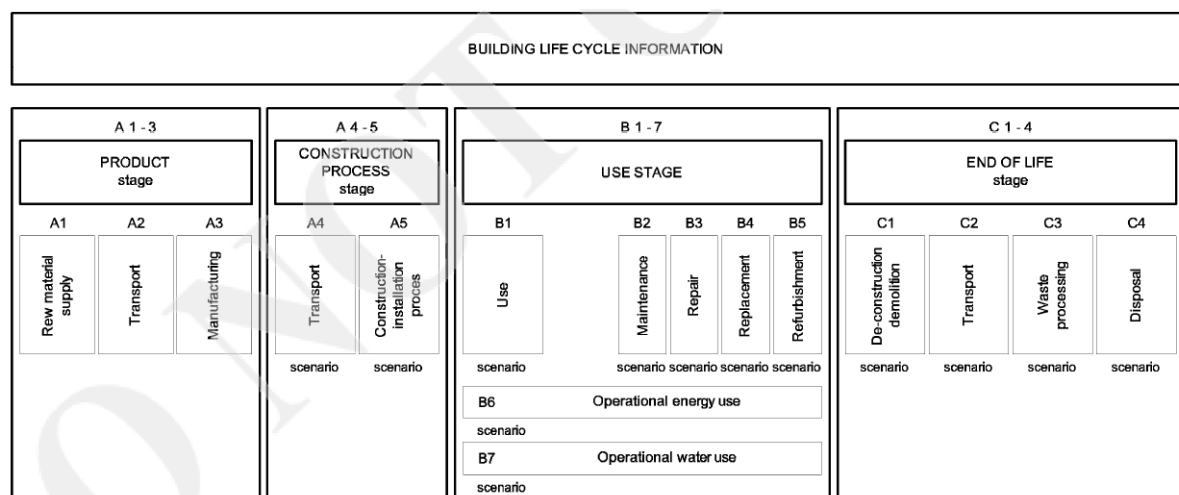 BUILDING LIFE CYCLE INFORMATION
A 1 - 3
PRODUCT
stage
A1
A2
A3
Rew material
supply
Transport
Manufacturing
A 4 - 5
CONSTRUCTION
PROCESS
stage
A4
A5
Transport
Construction-
installation
proces
scenario
scenario
B 1 - 7
USE STAGE
B1
B2
B3
B4
B5
Use
Maintenance
Repair
Replacement
Refurbishment
scenario
scenario
scenario
scenario
scenario
B6
Operational energy use
scenario
B7
Operational water use
scenario
C 1 - 4
END OF LIFE
stage
C1
C2
C3
C4
De-construction
demolition
Transport
Waste
processing
Disposal
scenario
scenario
scenario
scenario